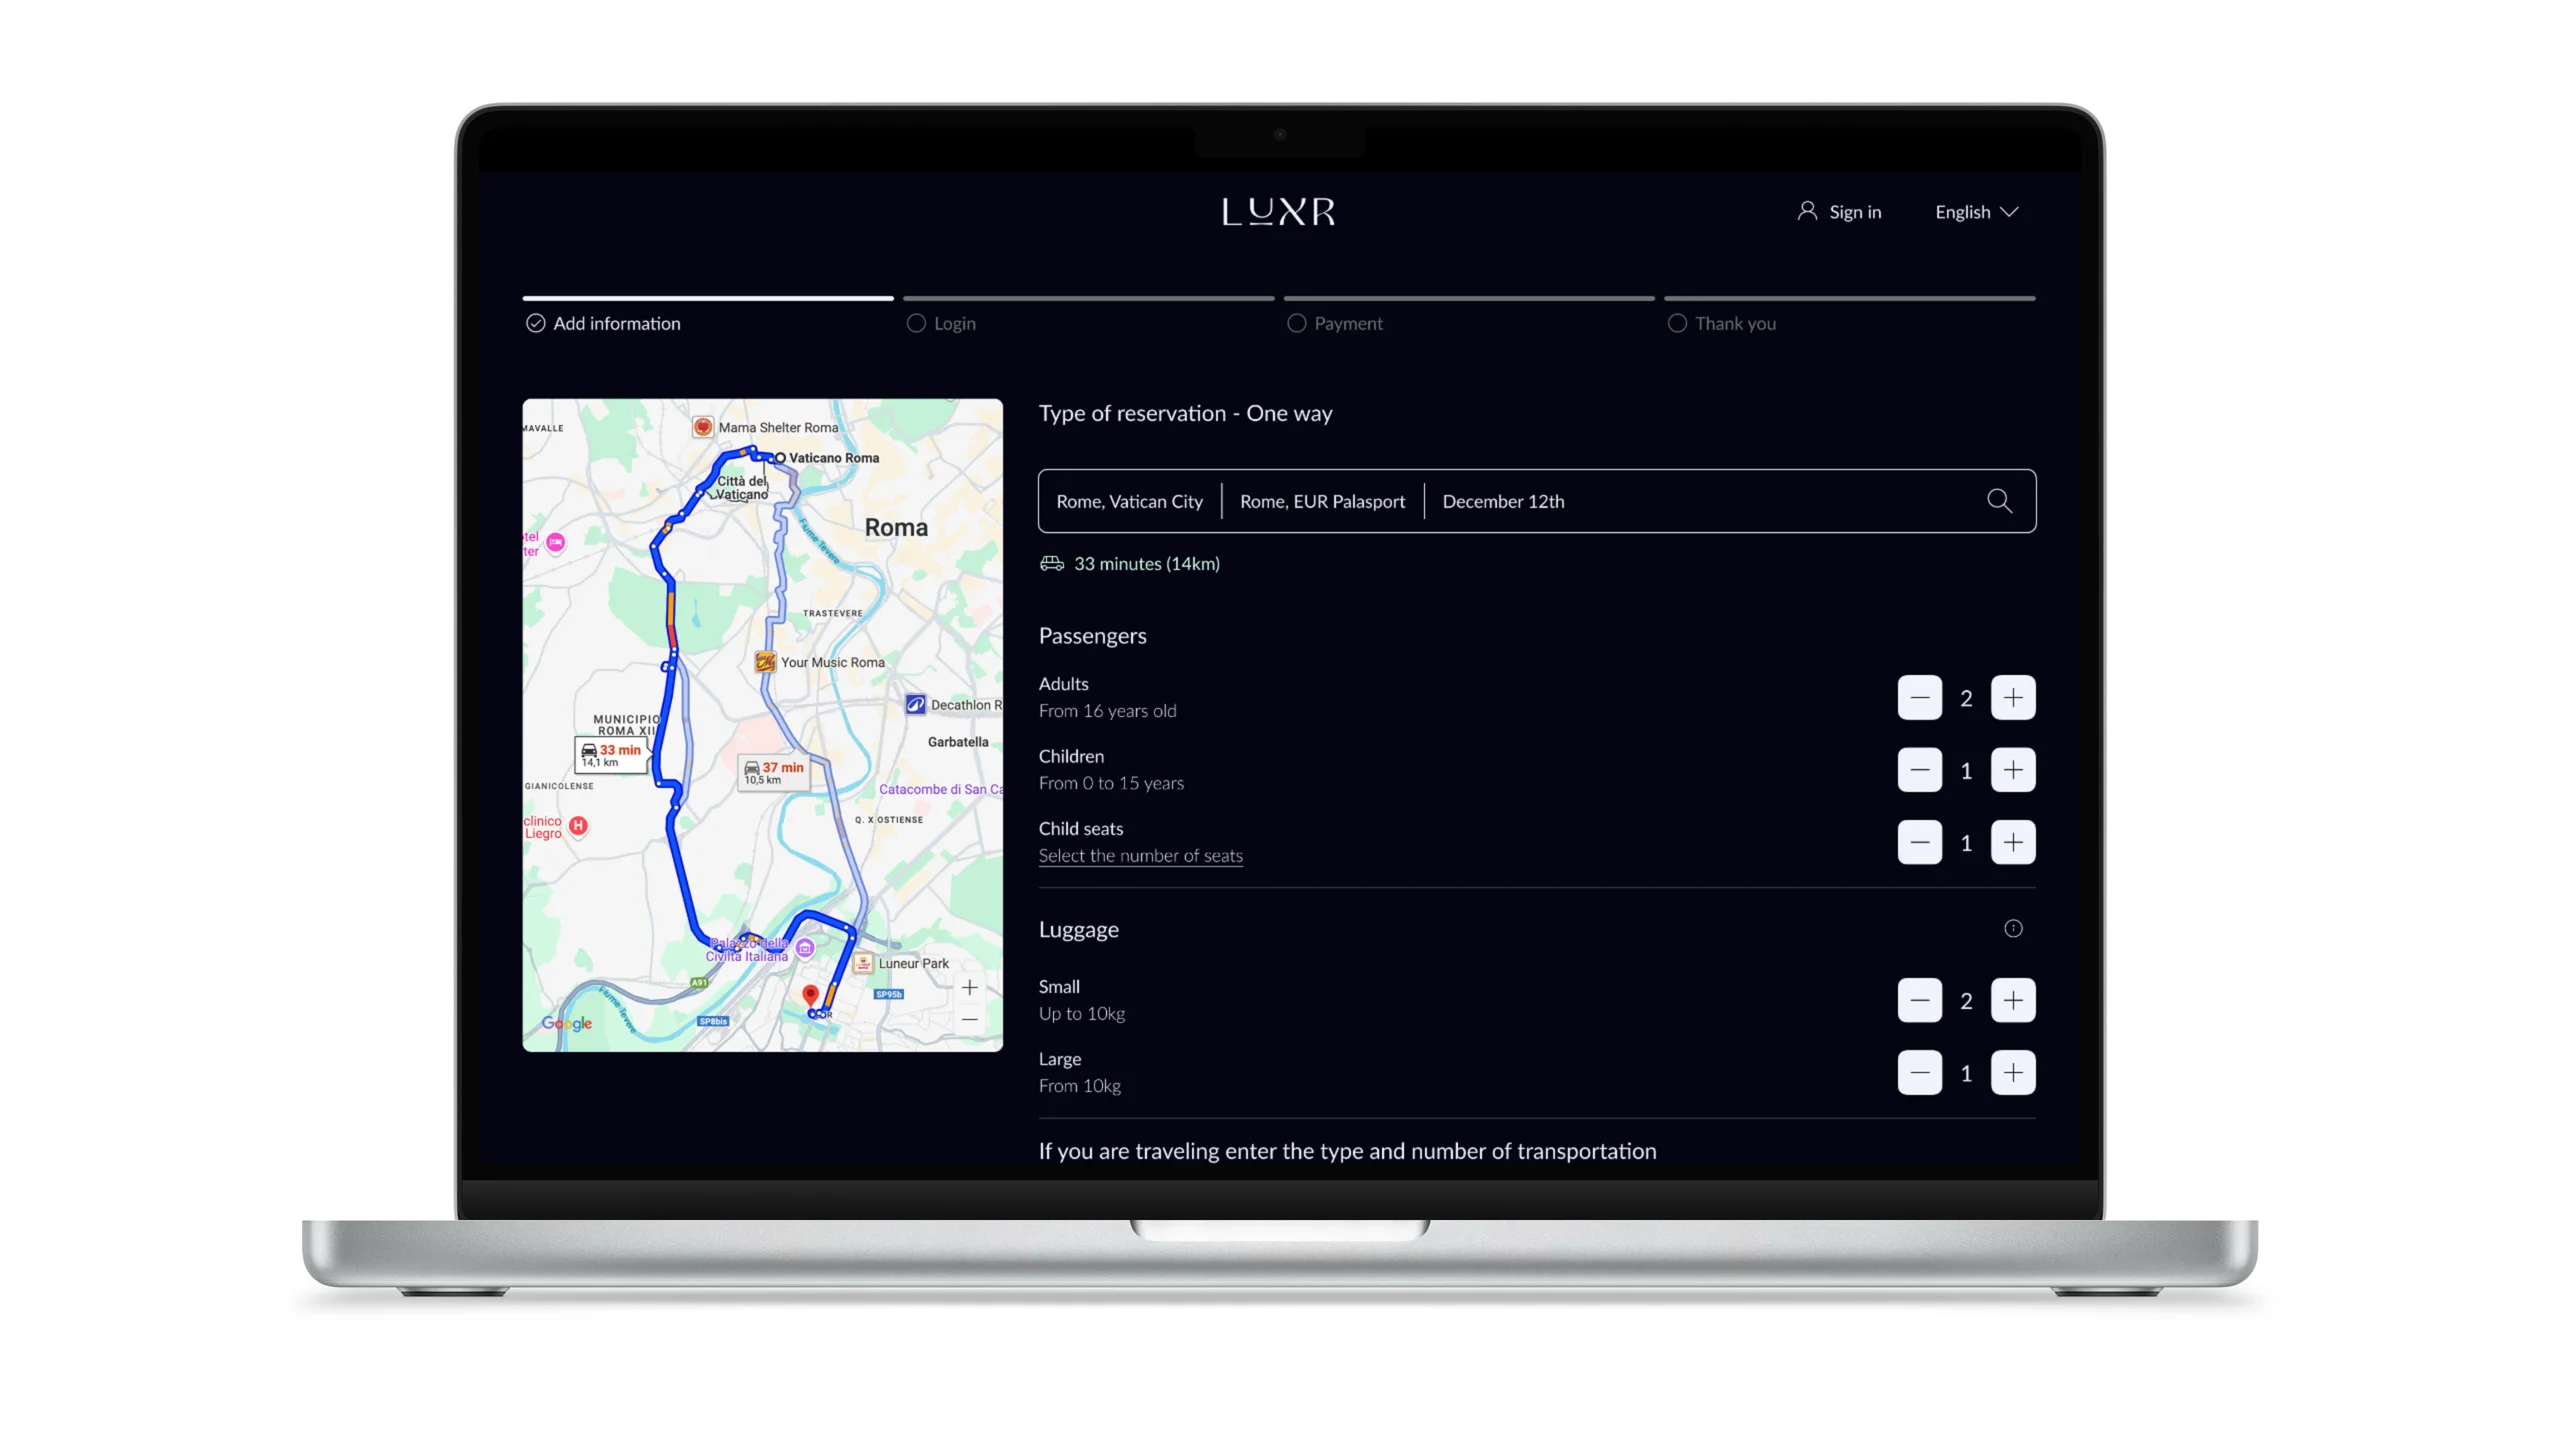 LUXR
Sign in
English
Add information
Login
Payment
Thank you
MAVALLE
Mama Shelter Roma
Vaticano Roma
Città del
Vaticano
Roma
Fiume Tevere
tel
ter
TRASTEVERE
Your Music Roma
Decathlon R
MUNICIPIO
ROMA XII
Garbatella
33 min
14,1 km
37 min
10,5 km
GIANICOLENSE
Catacombe di San Ca
clinico
Liegro
H
Q. X OSTIENSE
Palazzo della
Civiltà Italiana
Luneur Park
A91
SP95b
Fiume Tevere
Google
SP8bis
Type of reservation - One way
Rome, Vatican City
Rome, EUR Palasport
December 12th
33 minutes (14km)
Passengers
Adults
From 16 years old
2
Children
From 0 to 15 years
1
Child seats
Select the number of seats
1
Luggage
Small
Up to 10kg
2
Large
From 10kg
1
If you are traveling enter the type and number of transportation